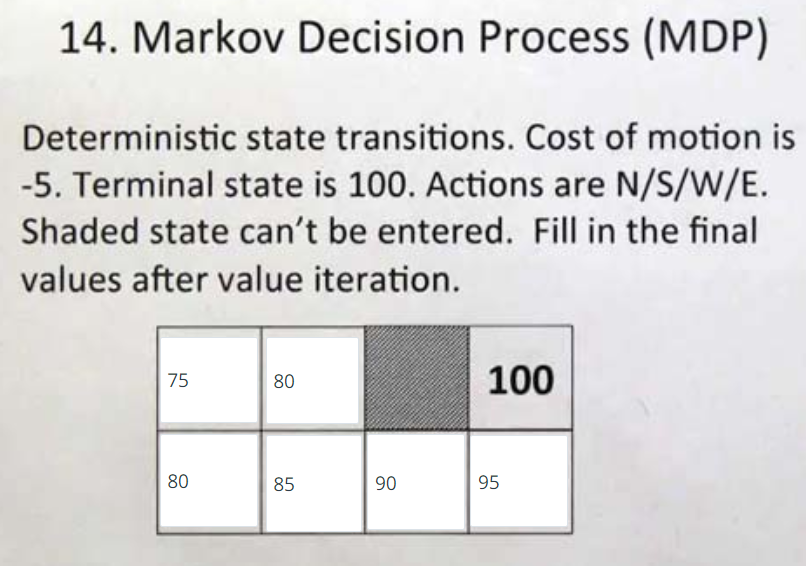 14. Markov Decision Process (MDP)
Deterministic state transitions. Cost of motion is
-5. Terminal state is 100. Actions are N/S/W/E.
Shaded state can’t be entered.  Fill in the final
values after value iteration.
75 80 100
80 85 90 95